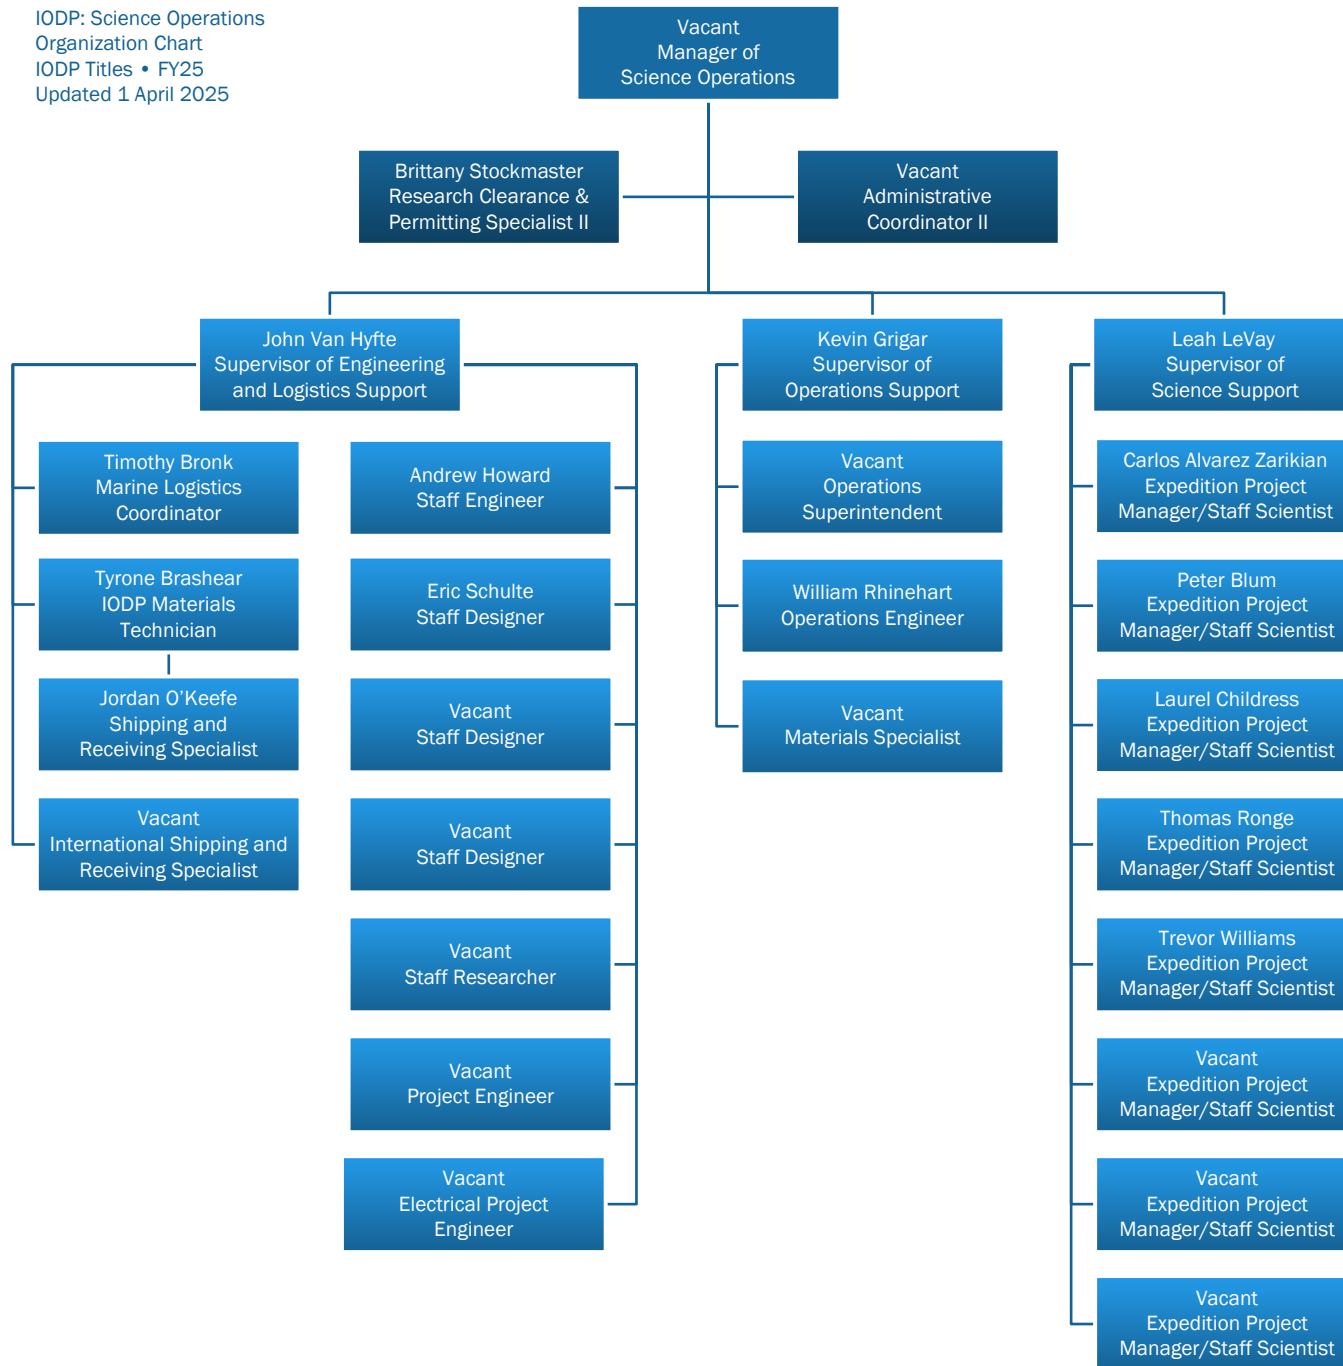 IODP: Science Operations
Organization Chart
IODP Titles • FY25
Updated 1 April 2025
Vacant
Manager of
Science Operations
Brittany Stockmaster
Research Clearance &
Permitting Specialist II
Vacant
Administrative
Coordinator II
John Van Hyfte
Supervisor of Engineering
and Logistics Support
Timothy Bronk
Marine Logistics
Coordinator
Tyrone Brashear
IODP Materials
Technician
Jordan O’Keefe
Shipping and
Receiving Specialist
Vacant
International Shipping and
Receiving Specialist
Andrew Howard
Staff Engineer
Eric Schulte
Staff Designer
Vacant
Staff Designer
Vacant
Staff Designer
Vacant
Staff Researcher
Vacant
Project Engineer
Vacant
Electrical Project
Engineer
Kevin Grigar
Supervisor of
Operations Support
Vacant
Operations
Superintendent
William Rhinehart
Operations Engineer
Vacant
Materials Specialist
Leah LeVay
Supervisor of
Science Support
Carlos Alvarez Zarikian
Expedition Project
Manager/Staff Scientist
Peter Blum
Expedition Project
Manager/Staff Scientist
Laurel Childress
Expedition Project
Manager/Staff Scientist
Thomas Ronge
Expedition Project
Manager/Staff Scientist
Trevor Williams
Expedition Project
Manager/Staff Scientist
Vacant
Expedition Project
Manager/Staff Scientist
Vacant
Expedition Project
Manager/Staff Scientist
Vacant
Expedition Project
Manager/Staff Scientist